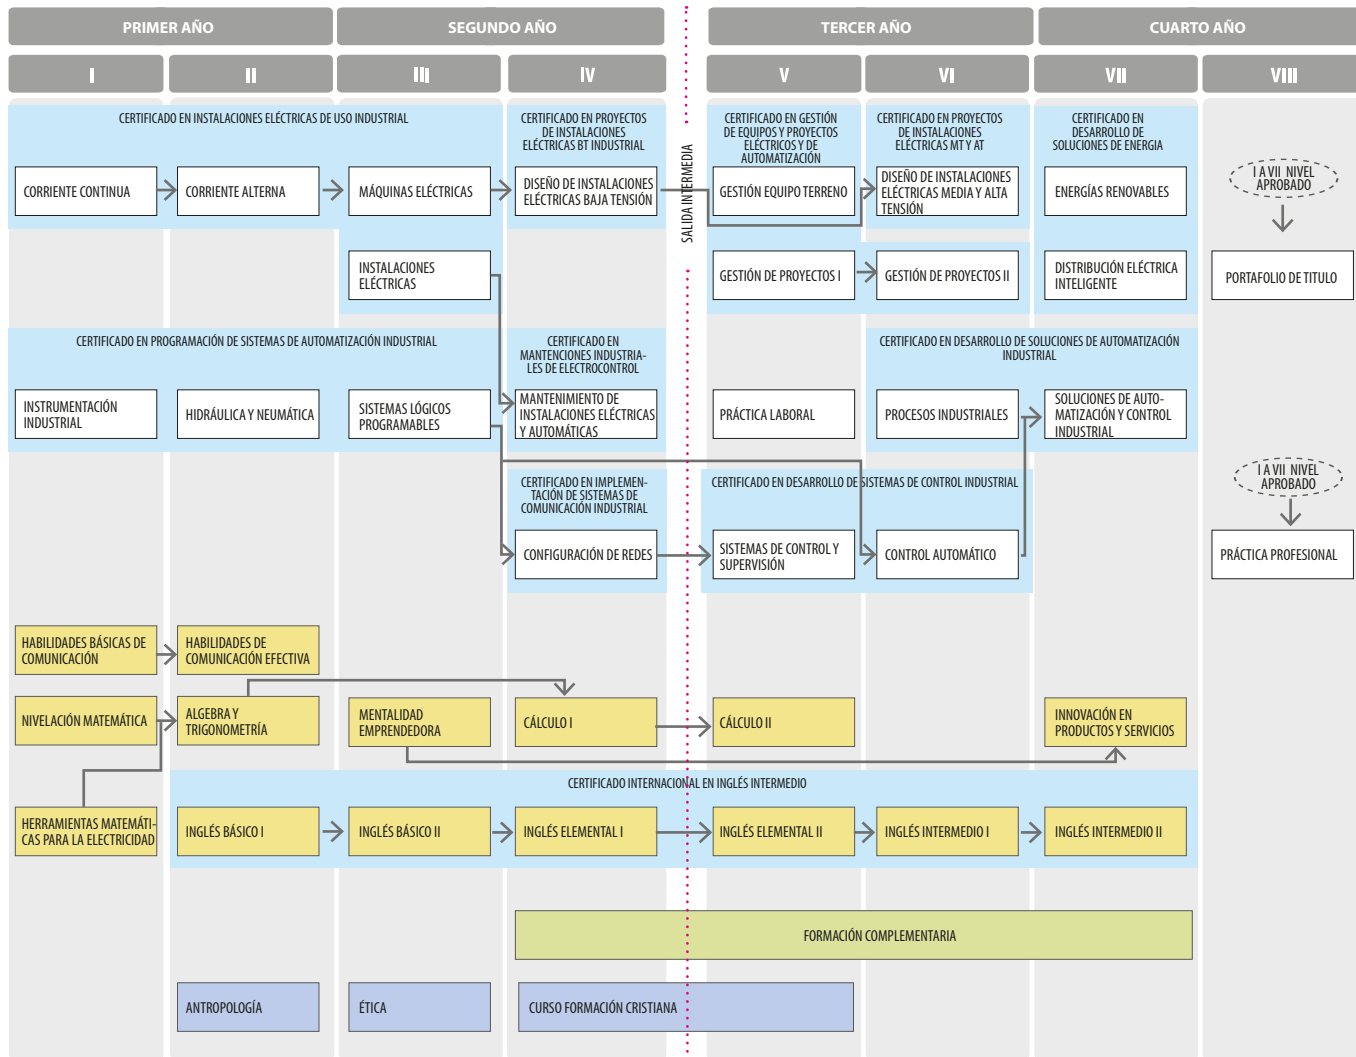 PRIMER AÑO
SEGUNDO AÑO
TERCER AÑO
CUARTO AÑO
I
II
III
IV
V
VI
VII
VIII
SALIDA INTERMEDIA
CERTIFICADO EN INSTALACIONES ELÉCTRICAS DE USO INDUSTRIAL
CERTIFICADO EN PROYECTOS
DE INSTALACIONES
ELÉCTRICAS BT INDUSTRIAL
CERTIFICADO EN GESTIÓN
DE EQUIPOS Y PROYECTOS
ELÉCTRICOS Y DE
AUTOMATIZACIÓN
CERTIFICADO EN PROYECTOS
DE INSTALACIONES
ELÉCTRICAS MT Y AT
CERTIFICADO EN
DESARROLLO DE
SOLUCIONES DE ENERGIA
CORRIENTE CONTINUA
CORRIENTE ALTERNA
MÁQUINAS ELÉCTRICAS
DISEÑO DE INSTALACIONES
ELÉCTRICAS BAJA TENSIÓN
GESTIÓN EQUIPO TERRENO
DISEÑO DE INSTALACIONES
ELÉCTRICAS MEDIA Y ALTA
TENSIÓN
ENERGÍAS RENOVABLES
I A VII NIVEL
APROBADO
INSTALACIONES
ELÉCTRICAS
GESTIÓN DE PROYECTOS I
GESTIÓN DE PROYECTOS II
DISTRIBUCIÓN ELÉCTRICA
INTELIGENTE
PORTAFOLIO DE TITULO
CERTIFICADO EN PROGRAMACIÓN DE SISTEMAS DE AUTOMATIZACIÓN INDUSTRIAL
CERTIFICADO EN
MANTENCIONES INDUSTRIA-
LES DE ELECTROCONTROL
CERTIFICADO EN DESARROLLO DE SOLUCIONES DE AUTOMATIZACIÓN
INDUSTRIAL
INSTRUMENTACIÓN
INDUSTRIAL
HIDRÁULICA Y NEUMÁTICA
SISTEMAS LÓGICOS
PROGRAMABLES
MANTENIMIENTO DE
INSTALACIONES ELÉCTRICAS
Y AUTOMÁTICAS
PRÁCTICA LABORAL
PROCESOS INDUSTRIALES
SOLUCIONES DE AUTO-
MATIZACIÓN Y CONTROL
INDUSTRIAL
CERTIFICADO EN IMPLEMEN-
TACIÓN DE SISTEMAS DE
COMUNICACIÓN INDUSTRIAL
CERTIFICADO EN DESARROLLO DE SISTEMAS DE CONTROL INDUSTRIAL
I A VII NIVEL
APROBADO
CONFIGURACIÓN DE REDES
SISTEMAS DE CONTROL Y
SUPERVISIÓN
CONTROL AUTOMÁTICO
PRÁCTICA PROFESIONAL
HABILIDADES BÁSICAS DE
COMUNICACIÓN
HABILIDADES DE
COMUNICACIÓN EFECTIVA
NIVELACIÓN MATEMÁTICA
ALGEBRA Y
TRIGONOMETRÍA
MENTALIDAD
EMPRENDEDORA
CÁLCULO I
CÁLCULO II
INNOVACIÓN EN
PRODUCTOS Y SERVICIOS
CERTIFICADO INTERNACIONAL EN INGLÉS INTERMEDIO
HERRAMIENTAS MATEMÁTI-
CAS PARA LA ELECTRICIDAD
INGLÉS BÁSICO I
INGLÉS BÁSICO II
INGLÉS ELEMENTAL I
INGLÉS ELEMENTAL II
INGLÉS INTERMEDIO I
INGLÉS INTERMEDIO II
FORMACIÓN COMPLEMENTARIA
ANTROPOLOGÍA
ÉTICA
CURSO FORMACIÓN CRISTIANA